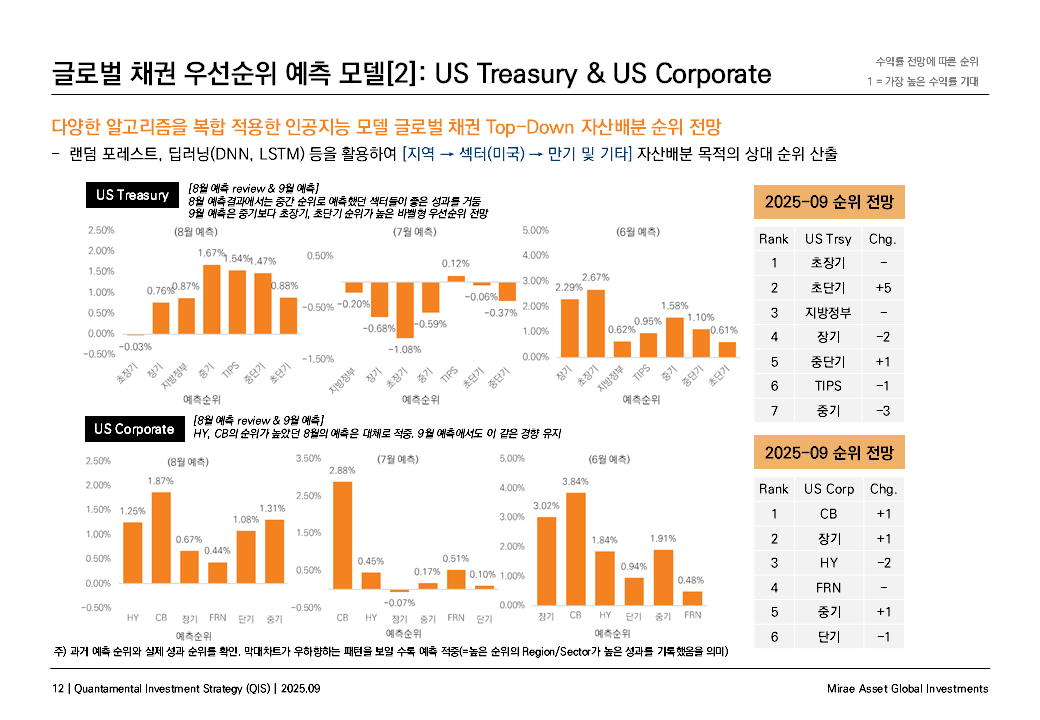 글로벌 채권 우선순위 예측 모델[2]: US Treasury & US Corporate
수익률 전망에 따른 순위
1 = 가장 높은 수익률 기대
다양한 알고리즘을 복합 적용한 인공지능 모델 글로벌 채권 Top-Down 자산배분 순위 전망
- 랜덤 포레스트, 딥러닝(DNN, LSTM) 등을 활용하여 [지역 → 섹터(미국) → 만기 및 기타] 자산배분 목적의 상대 순위 산출
US Treasury
[8월 예측 review & 9월 예측]
8월 예측결과에서는 중간 순위로 예측했던 섹터들이 좋은 성과를 거둠
9월 예측은 중기보다 초장기, 초단기 순위가 높은 바벨형 우선순위 전망
(8월 예측)
2.50%
2.00%
1.50%
1.00%
0.50%
0.00%
-0.50%
-0.03%
0.76%
0.87%
1.67%
1.54%
1.47%
0.88%
초장기
장기
지방정부
중기
TIPS
중단기
초단기
예측순위
(7월 예측)
0.50%
-0.50%
-1.50%
-0.20%
-0.68%
-1.08%
-0.59%
0.12%
-0.06%
-0.37%
지방정부
장기
초장기
중기
TIPS
초단기
중단기
예측순위
(6월 예측)
5.00%
4.00%
3.00%
2.00%
1.00%
0.00%
2.29%
2.67%
0.62%
0.95%
1.58%
1.10%
0.61%
장기
초장기
지방정부
TIPS
중기
중단기
초단기
예측순위
2025-09 순위 전망
Rank US Trsy Chg.
1 초장기 -
2 초단기 +5
3 지방정부 -
4 장기 -2
5 중단기 +1
6 TIPS -1
7 중기 -3
US Corporate
[8월 예측 review & 9월 예측]
HY, CB의 순위가 높았던 8월의 예측은 대체로 적중. 9월 예측에서도 이 같은 경향 유지
(8월 예측)
2.50%
2.00%
1.50%
1.00%
0.50%
0.00%
-0.50%
1.25%
1.87%
0.67%
0.44%
1.08%
1.31%
HY
CB
장기
FRN
단기
중기
예측순위
(7월 예측)
3.50%
2.50%
1.50%
0.50%
-0.50%
2.88%
0.45%
-0.07%
0.17%
0.51%
0.10%
CB
HY
장기
중기
FRN
단기
예측순위
(6월 예측)
5.00%
4.00%
3.00%
2.00%
1.00%
0.00%
3.02%
3.84%
1.84%
0.94%
1.91%
0.48%
장기
CB
HY
단기
중기
FRN
예측순위
2025-09 순위 전망
Rank US Corp Chg.
1 CB +1
2 장기 +1
3 HY -2
4 FRN -
5 중기 +1
6 단기 -1
주) 과거 예측 순위와 실제 성과 순위를 확인, 막대차트가 우하향하는 패턴을 보일 수록 예측 적중(=높은 순위의 Region/Sector가 높은 성과를 기록했음을 의미)
12 | Quantamental Investment Strategy (QIS) | 2025.09
Mirae Asset Global Investments